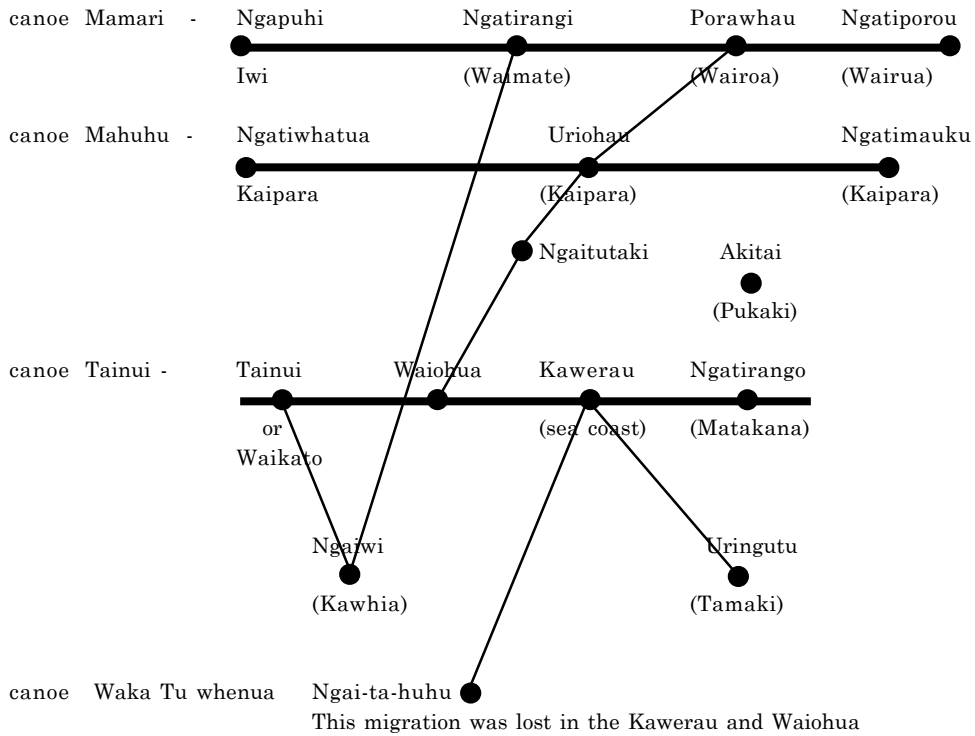 canoe Mamari - Ngapuhi Ngatirangi Porawhau Ngatiporou
Iwi (Waimate) (Wairoa) (Wairua)
canoe Mahuhu - Ngatiwhatua Uriohau Ngatimauku
Kaipara (Kaipara) (Kaipara)
Ngaitutaki Akitai
(Pukaki)
canoe Tainui - Tainui Waiohua Kawerau Ngatirango
or (sea coast) (Matakana)
Waikato
Ngaiwi Uringutu
(Kawhia) (Tamaki)
canoe Waka Tu whenua Ngai-ta-huhu
This migration was lost in the Kawerau and Waiohua